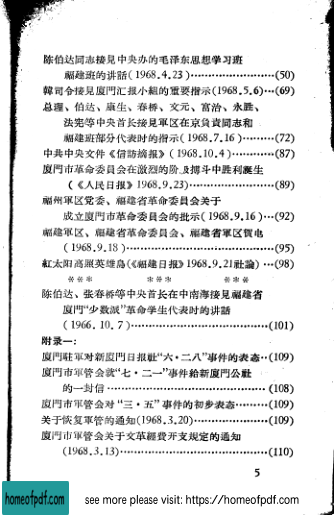 陈伯达同志接見中央办的毛泽东思想学习班
福建班的講話(1968.4.23)························(50)
韓司令接見厦門汇报小組的重要指示(1968.5.6)···(69)
总理、伯达、康生、春桥、文元、富治、永胜、
法宪等中央首长接見軍区在京負責同志和
福建班部分代表时的指示(1968.7.16)·········(72)
中共中央文件《信訪摘报》(1968.10.4)·········(87)
厦門市革命委員会在激烈的阶級搏斗中胜利誕生
(《人民日报》1968.9.23)························(89)
福州軍区党委、福建省革命委員会关于
成立厦門市革命委員会的批示(1968.9.16)···(92)
福建軍区、福建省革命委員会、福建省軍区賀电
(1968.9.18)·········································(95)
紅太阳高照英雄島(《福建日报》1968.9.21社論)···(98)
※※※ ※※※ ※※※
陈伯达、张春桥等中央首长在中南海接見福建省
厦門“少数派”革命学生代表时的講話
(1966.10.7)·······································(101)
附录一:
厦門駐軍对新厦門日报社“六·二八”事件的表态··(109)
厦門市軍管会就“七·二一”事件給新厦門公社
的一封信·············································(108)
厦門市軍管会对“三·五”事件的初步表态·········(109)
关于恢复軍管的通知(1968.3.20)··················(109)
厦門市軍管会关于文革經費开支規定的通知
(1968.3.13)··········································(110)
5
homeofpdf.com
see more please visit: https://homeofpdf.com